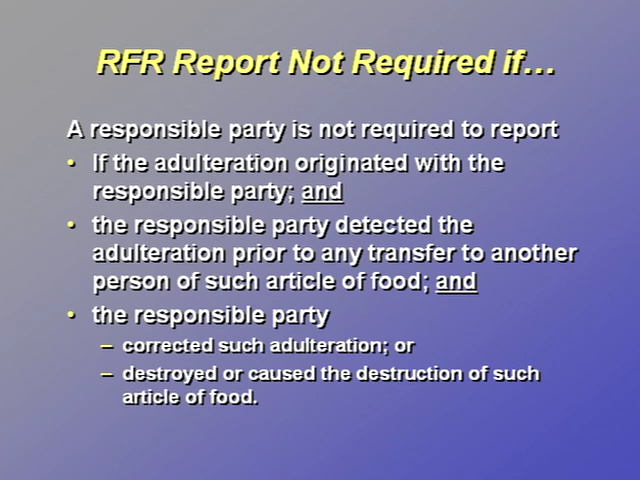 RFR Report Not Required if…
A responsible party is not required to report
• If the adulteration originated with the
responsible party; and
• the responsible party detected the
adulteration prior to any transfer to another
person of such article of food; and
• the responsible party
– corrected such adulteration; or
– destroyed or caused the destruction of such
article of food.